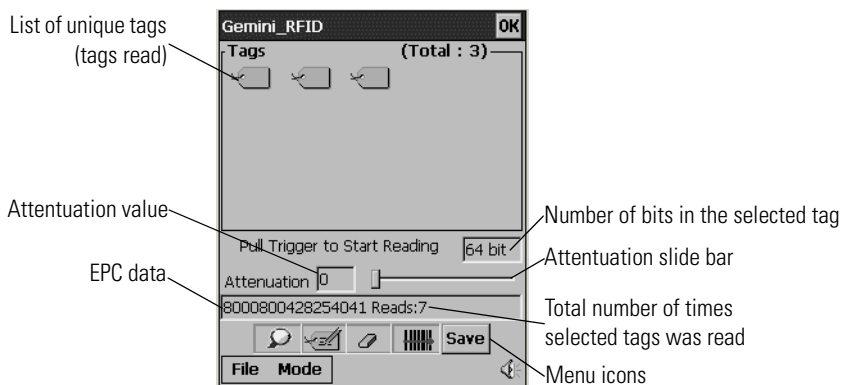 List of unique tags
(tags read)
Gemini_RFID
OK
Tags
(Total : 3)
Attentuation value
Pull Trigger to Start Reading
64 bit
Number of bits in the selected tag
Attenuation
0
Attentuation slide bar
EPC data
8000800428254041 Reads:7
Total number of times
selected tags was read
Save
File Mode
Menu icons